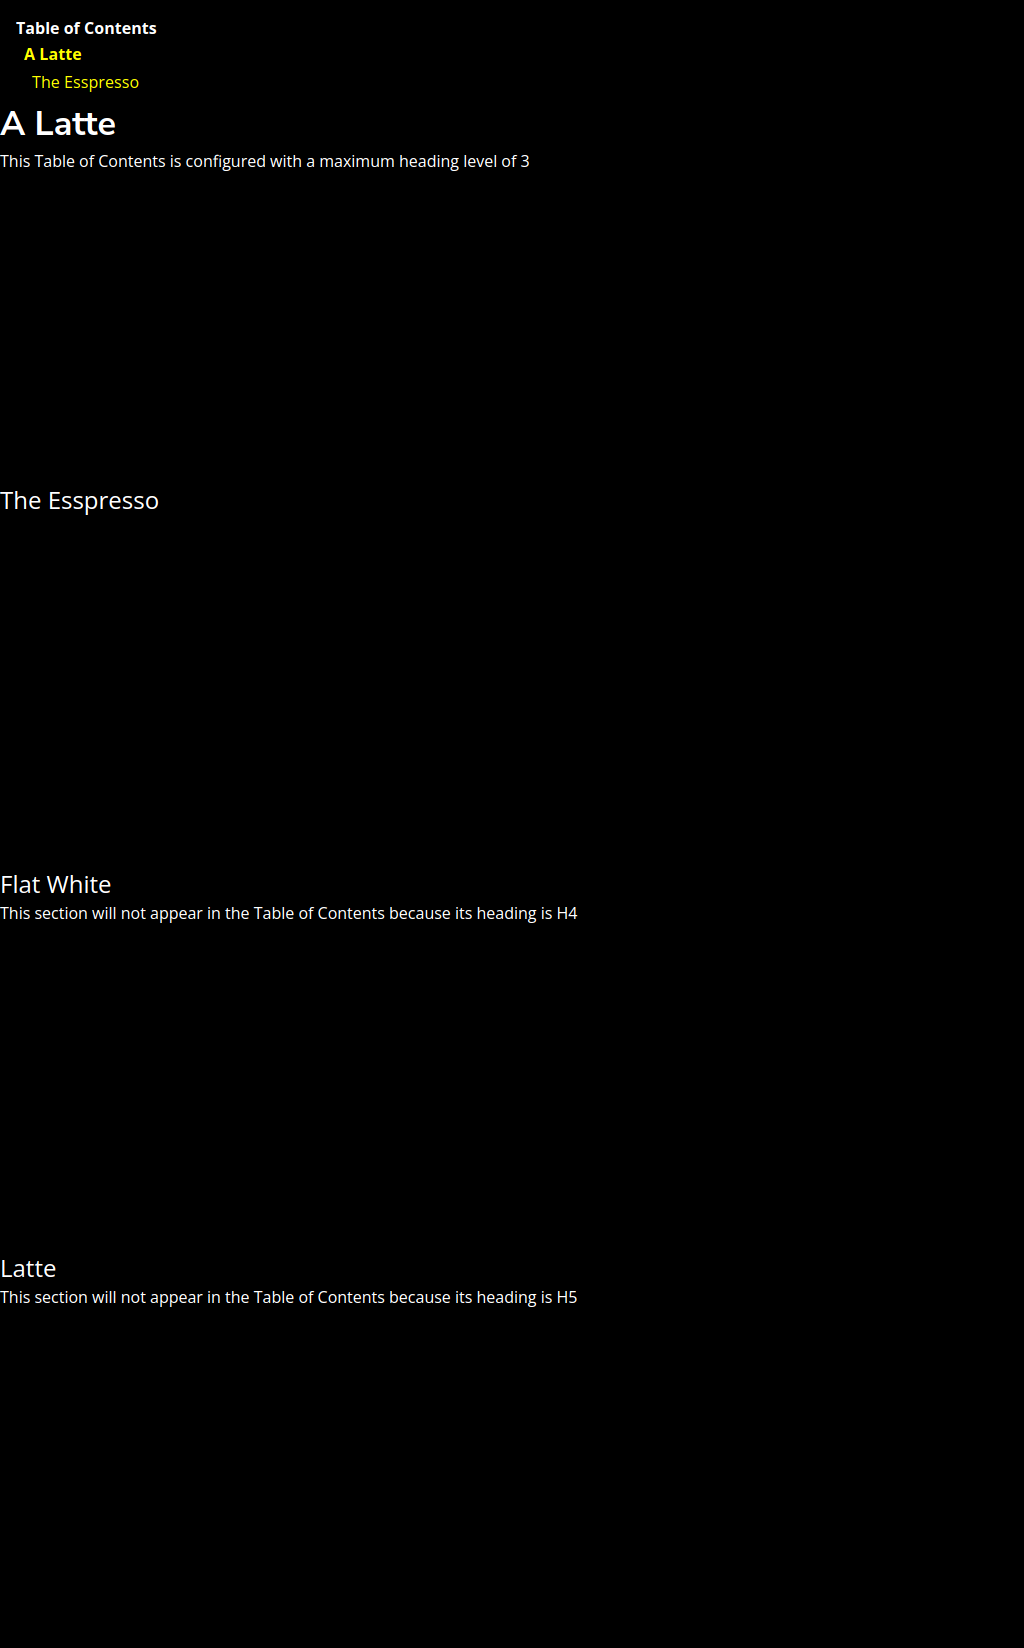 Table of Contents
A Latte
The Esspresso
A Latte
This Table of Contents is configured with a maximum heading level of 3
The Esspresso
Flat White
This section will not appear in the Table of Contents because its heading is H4
Latte
This section will not appear in the Table of Contents because its heading is H5